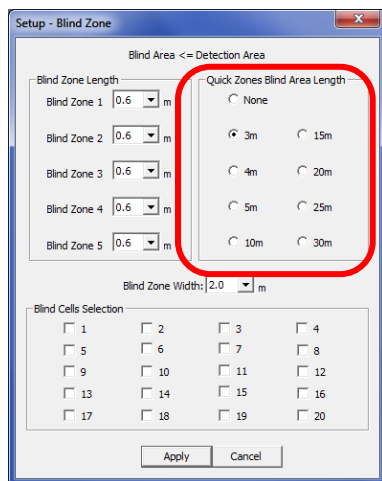 Setup - Blind Zone
Blind Area <= Detection Area
Blind Zone Length
Blind Zone 1 0.6 m
Blind Zone 2 0.6 m
Blind Zone 3 0.6 m
Blind Zone 4 0.6 m
Blind Zone 5 0.6 m
Quick Zones Blind Area Length
None
3m 15m
4m 20m
5m 25m
10m 30m
Blind Zone Width: 2.0 m
Blind Cells Selection
1 2 3 4
5 6 7 8
9 10 11 12
13 14 15 16
17 18 19 20
Apply Cancel